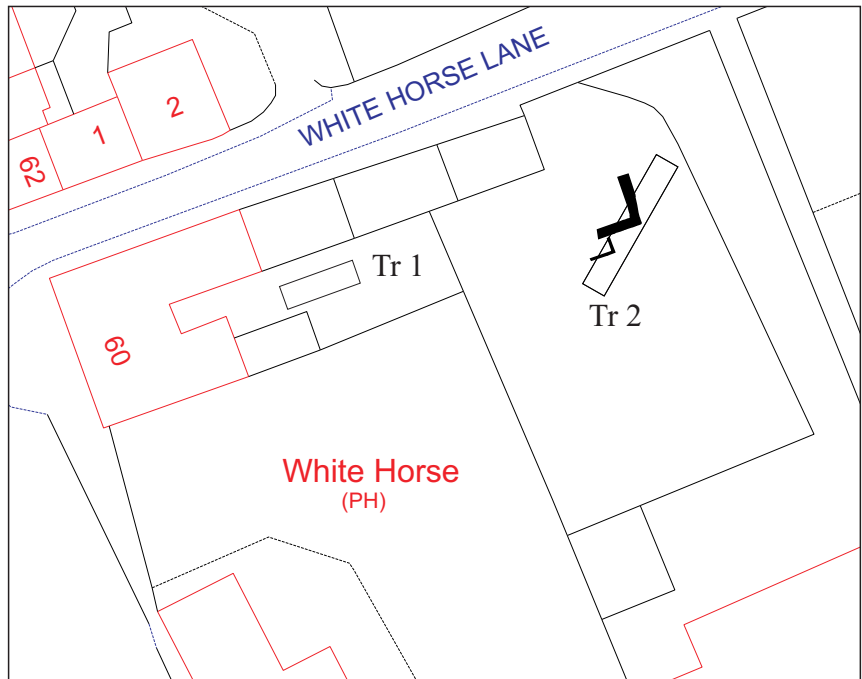 2
1
62
WHITE HORSE LANE
Tr 1
Tr 2
60
White Horse
(PH)